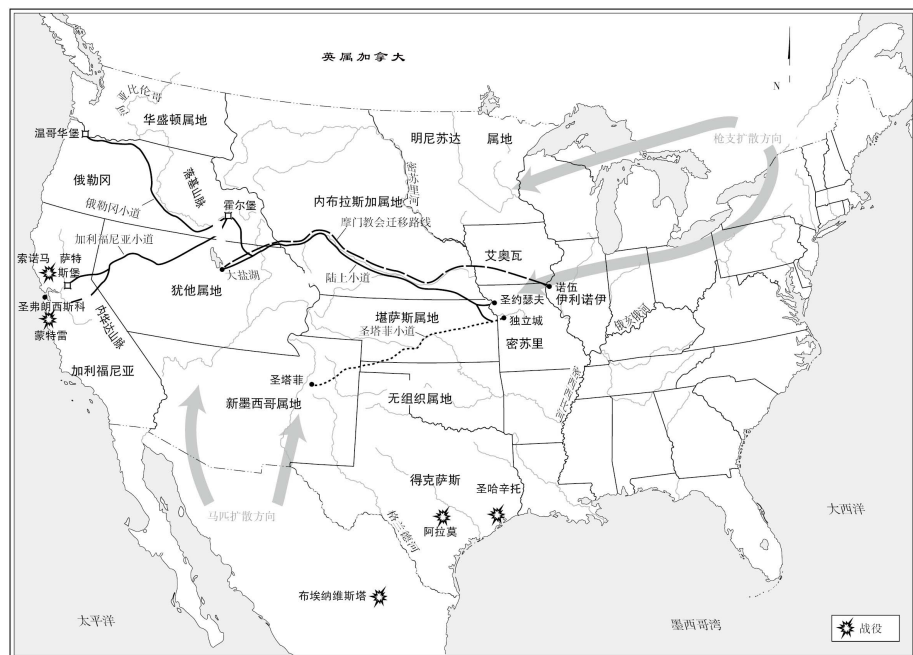 英属加拿大
N
哥伦比亚河
华盛顿属地
明尼苏达 属地
枪支扩散方向
温哥华堡
密苏里河
俄勒冈
落基山脉
内布拉斯加属地
俄勒冈小道
霍尔堡
摩门教会迁移路线
加利福尼亚小道
艾奥瓦
索诺马 萨特
斯堡
大盐湖
陆上小道
诺伍
犹他属地
圣约瑟夫
伊利诺伊
圣弗朗西斯科
内华达山脉
堪萨斯属地
独立城
俄亥俄河
蒙特雷
圣塔菲小道
密苏里
加利福尼亚
圣塔菲
密西西比河
新墨西哥属地
无组织属地
得克萨斯
圣哈辛托
马匹扩散方向
格兰德河
阿拉莫
大西洋
布埃纳维斯塔
太平洋
墨西哥湾
战役